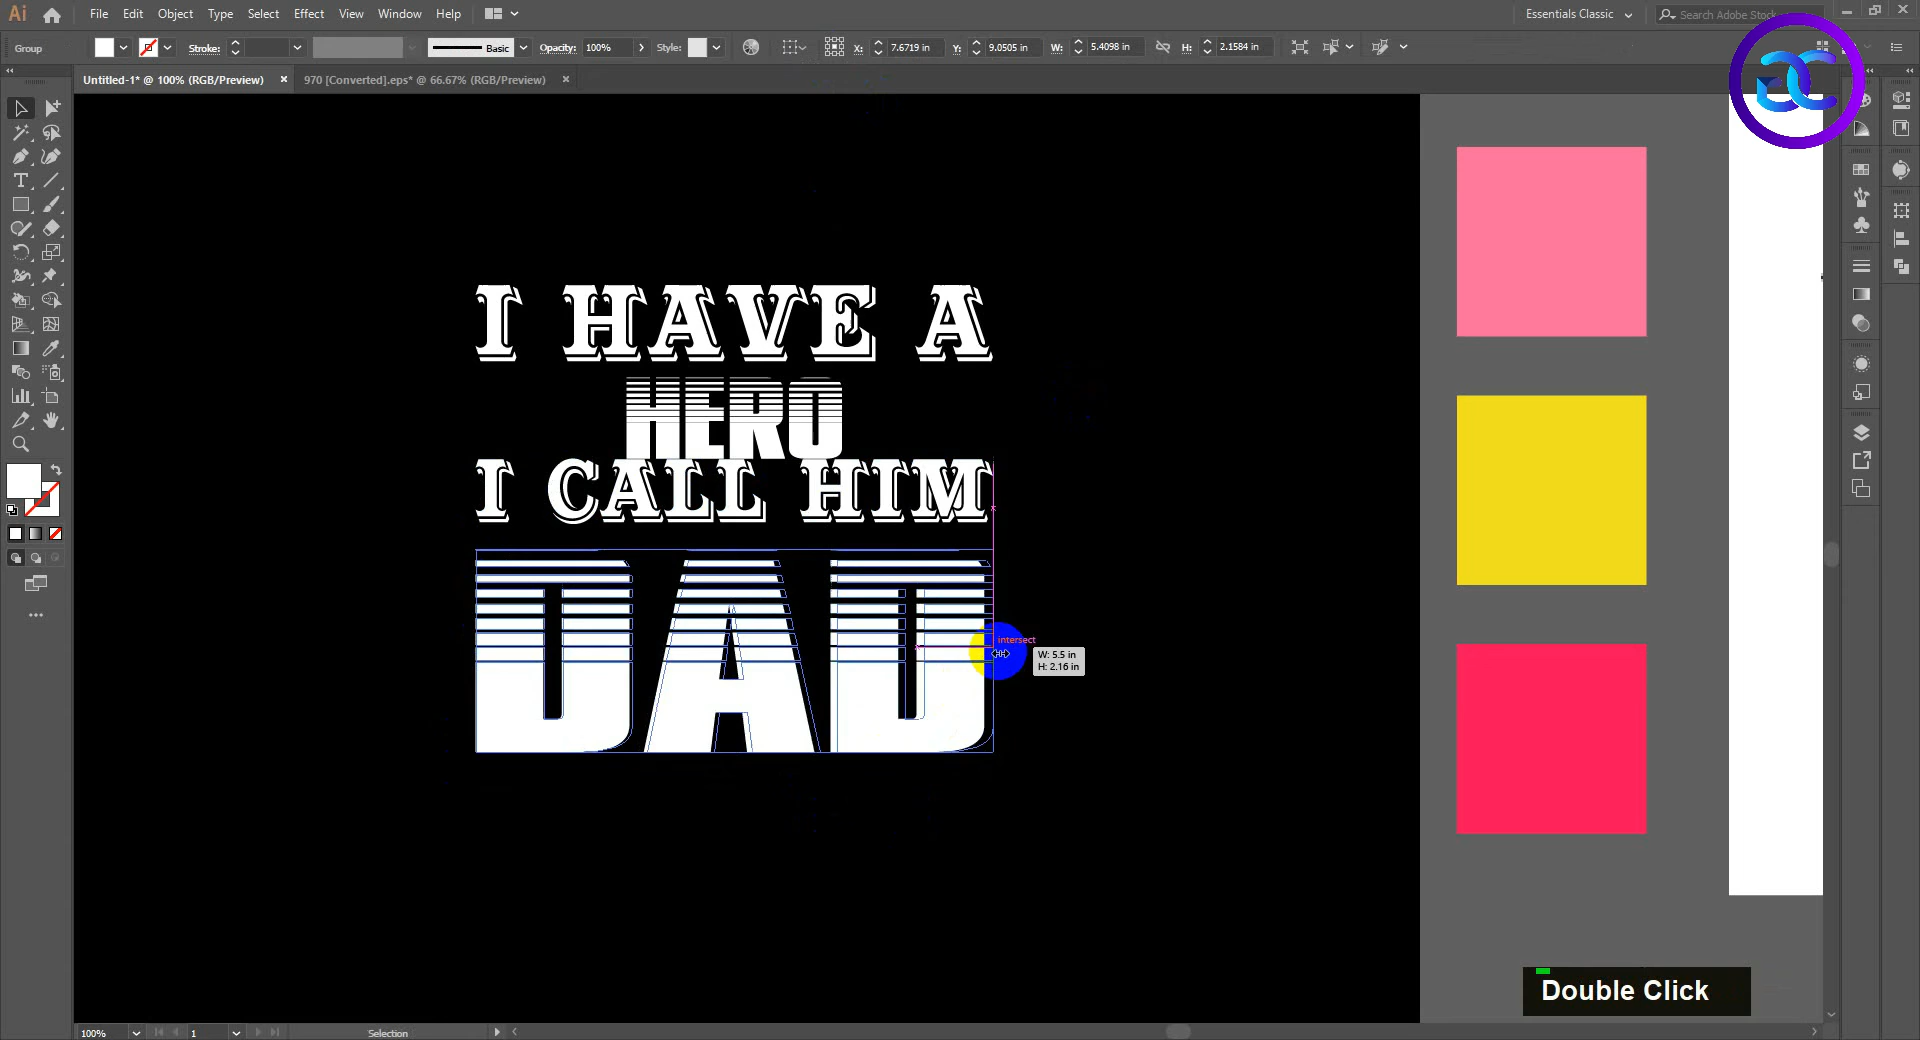 Ai File Edit Object Type Select Effect View Window Help Essentials Classic Search Adobe Stock
Group Stroke: Basic Opacity: 100% Style: X: 7.6719 in Y: 9.0505 in W: 5.4098 in H: 2.1584 in
Untitled-1* @ 100% (RGB/Preview) × 970 [Converted].eps* @ 66.67% (RGB/Preview) ×
I HAVE A
HERO
I CALL HIM
DAD
intersect
W: 5.5 in
H: 2.16 in
Double Click
100% 1 Selection